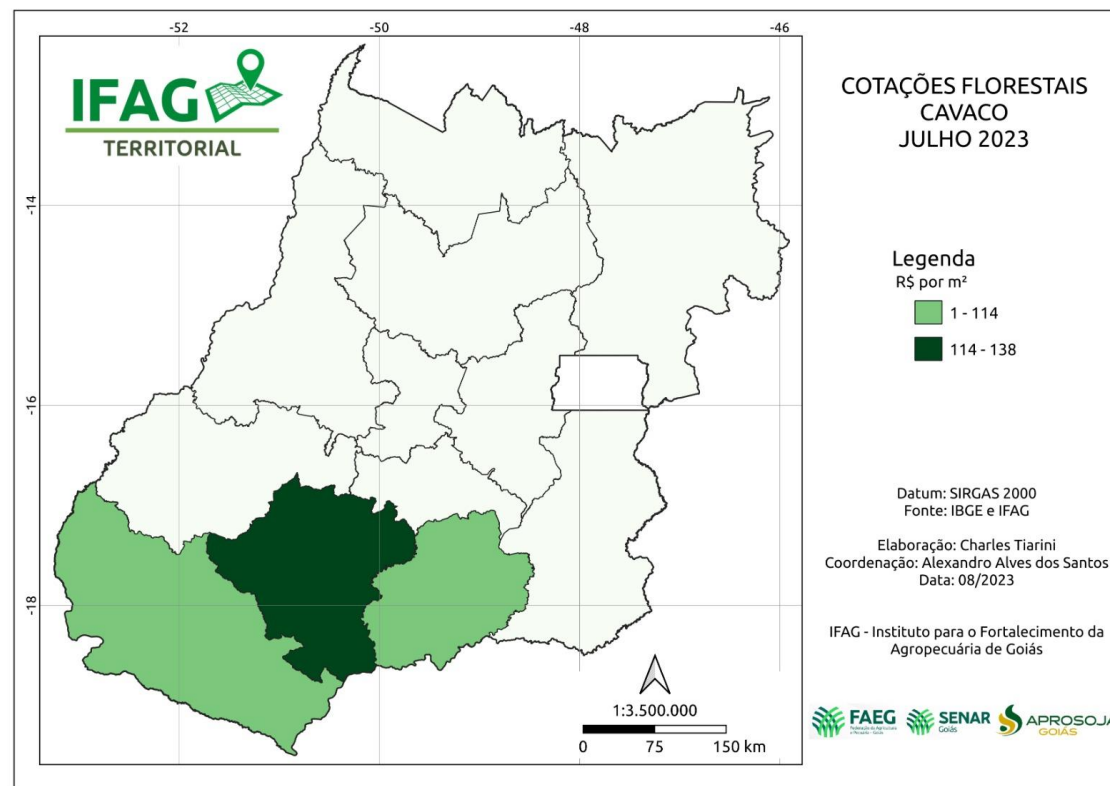 IFAG
TERRITORIAL
-52
-50
-48
-46
-14
-16
-18
COTAÇÕES FLORESTAIS
CAVACO
JULHO 2023
Legenda
R$ por m²
1 - 114
114 - 138
Datum: SIRGAS 2000
Fonte: IBGE e IFAG
Elaboração: Charles Tiarini
Coordenação: Alexandro Alves dos Santos
Data: 08/2023
IFAG - Instituto para o Fortalecimento da
Agropecuária de Goiás
1:3.500.000
0 75 150 km
FAEG
SENAR
Goiás
APROSOJA
GOIÁS